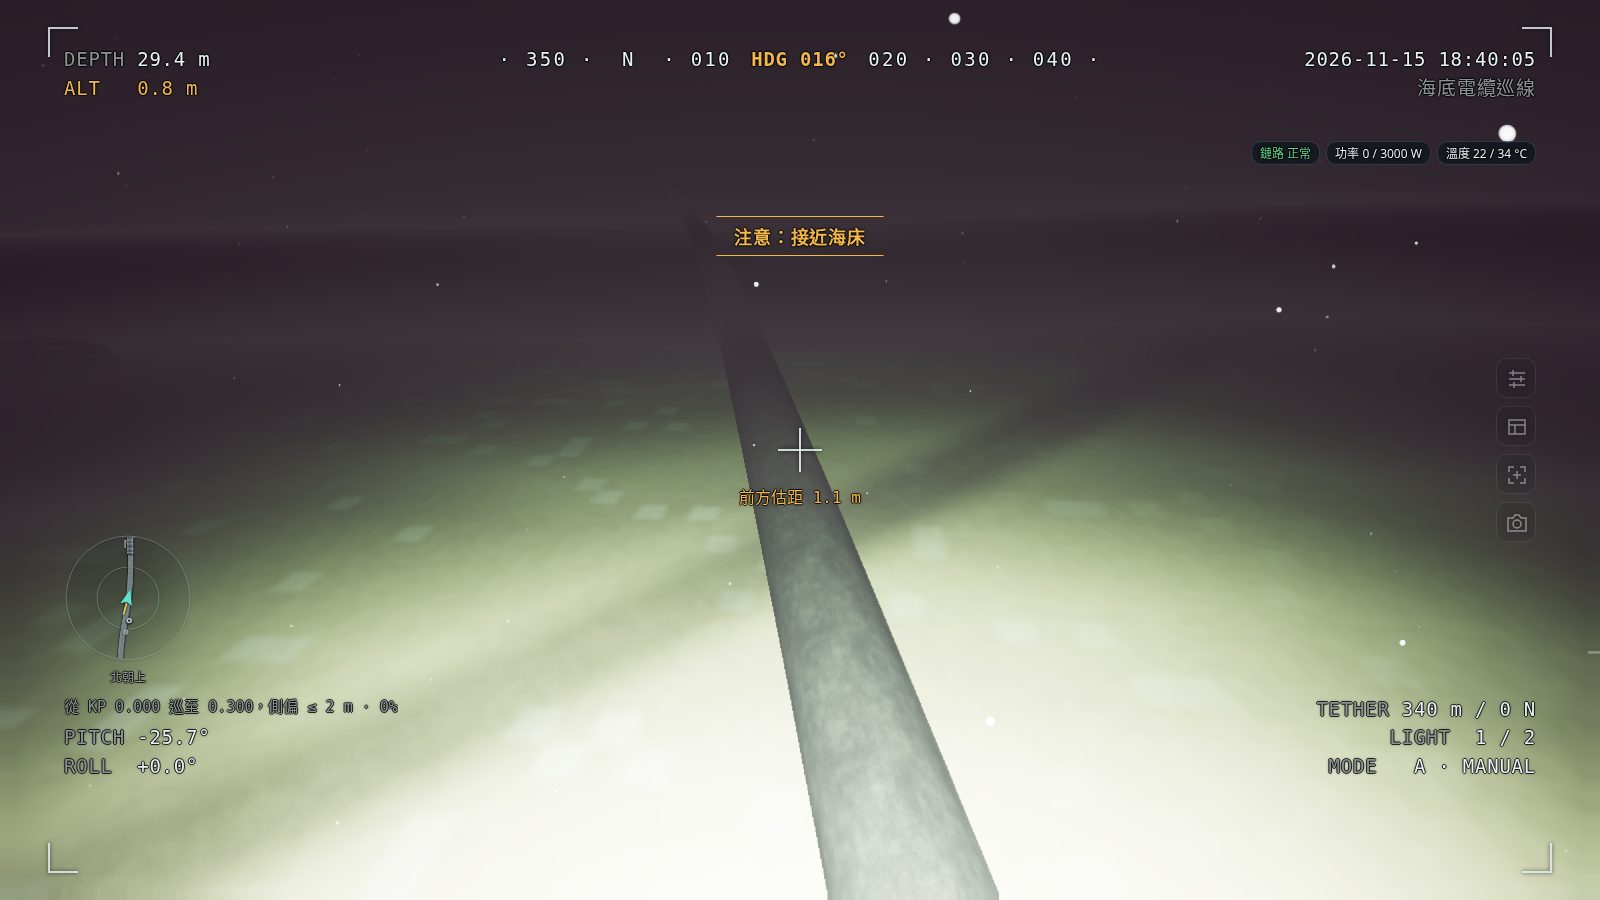 DEPTH 29.4 m
ALT 0.8 m
· 350 · N · 010 HDG 016° 020 · 030 · 040 ·
2026-11-15 18:40:05
海底電纜巡線
鏈路 正常
功率 0 / 3000 W
溫度 22 / 34 °C
注意：接近海床
前方估距 1.1 m
北朝上
從 KP 0.000 巡至 0.300，側偏 ≤ 2 m · 0%
PITCH -25.7°
ROLL +0.0°
TETHER 340 m / 0 N
LIGHT 1 / 2
MODE A · MANUAL